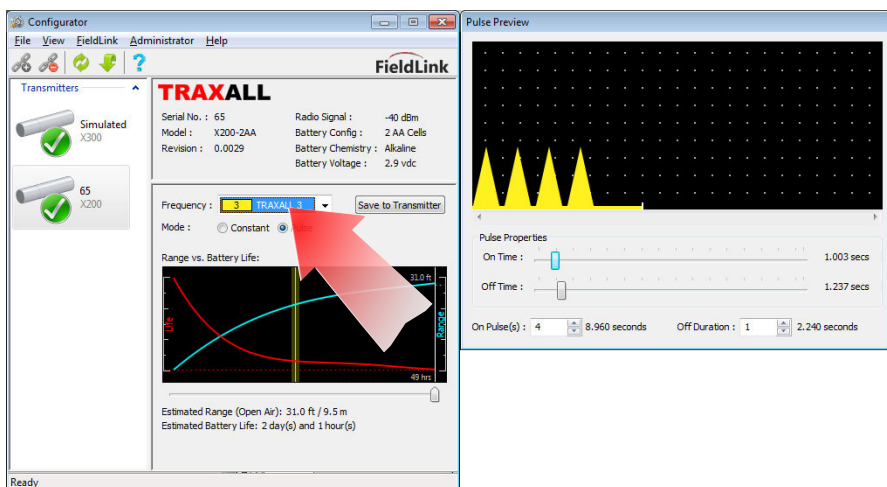 Configurator
File View FieldLink Administrator Help
FieldLink
Transmitters
Simulated
X300
65
X200
TRAXALL
Serial No. : 65
Radio Signal : -40 dBm
Model : X200-2AA
Battery Config : 2 AA Cells
Revision : 0.0029
Battery Chemistry : Alkaline
Battery Voltage : 2.9 vdc
Frequency : 3 TRAXALL 3
Save to Transmitter
Mode : Constant
Range vs. Battery Life:
31.0 ft
Life
Range
49 hrs
Estimated Range (Open Air): 31.0 ft / 9.5 m
Estimated Battery Life: 2 day(s) and 1 hour(s)
Ready
Pulse Preview
Pulse Properties
On Time : 1.003 secs
Off Time : 1.237 secs
On Pulse(s) : 4 8.960 seconds Off Duration : 1 2.240 seconds